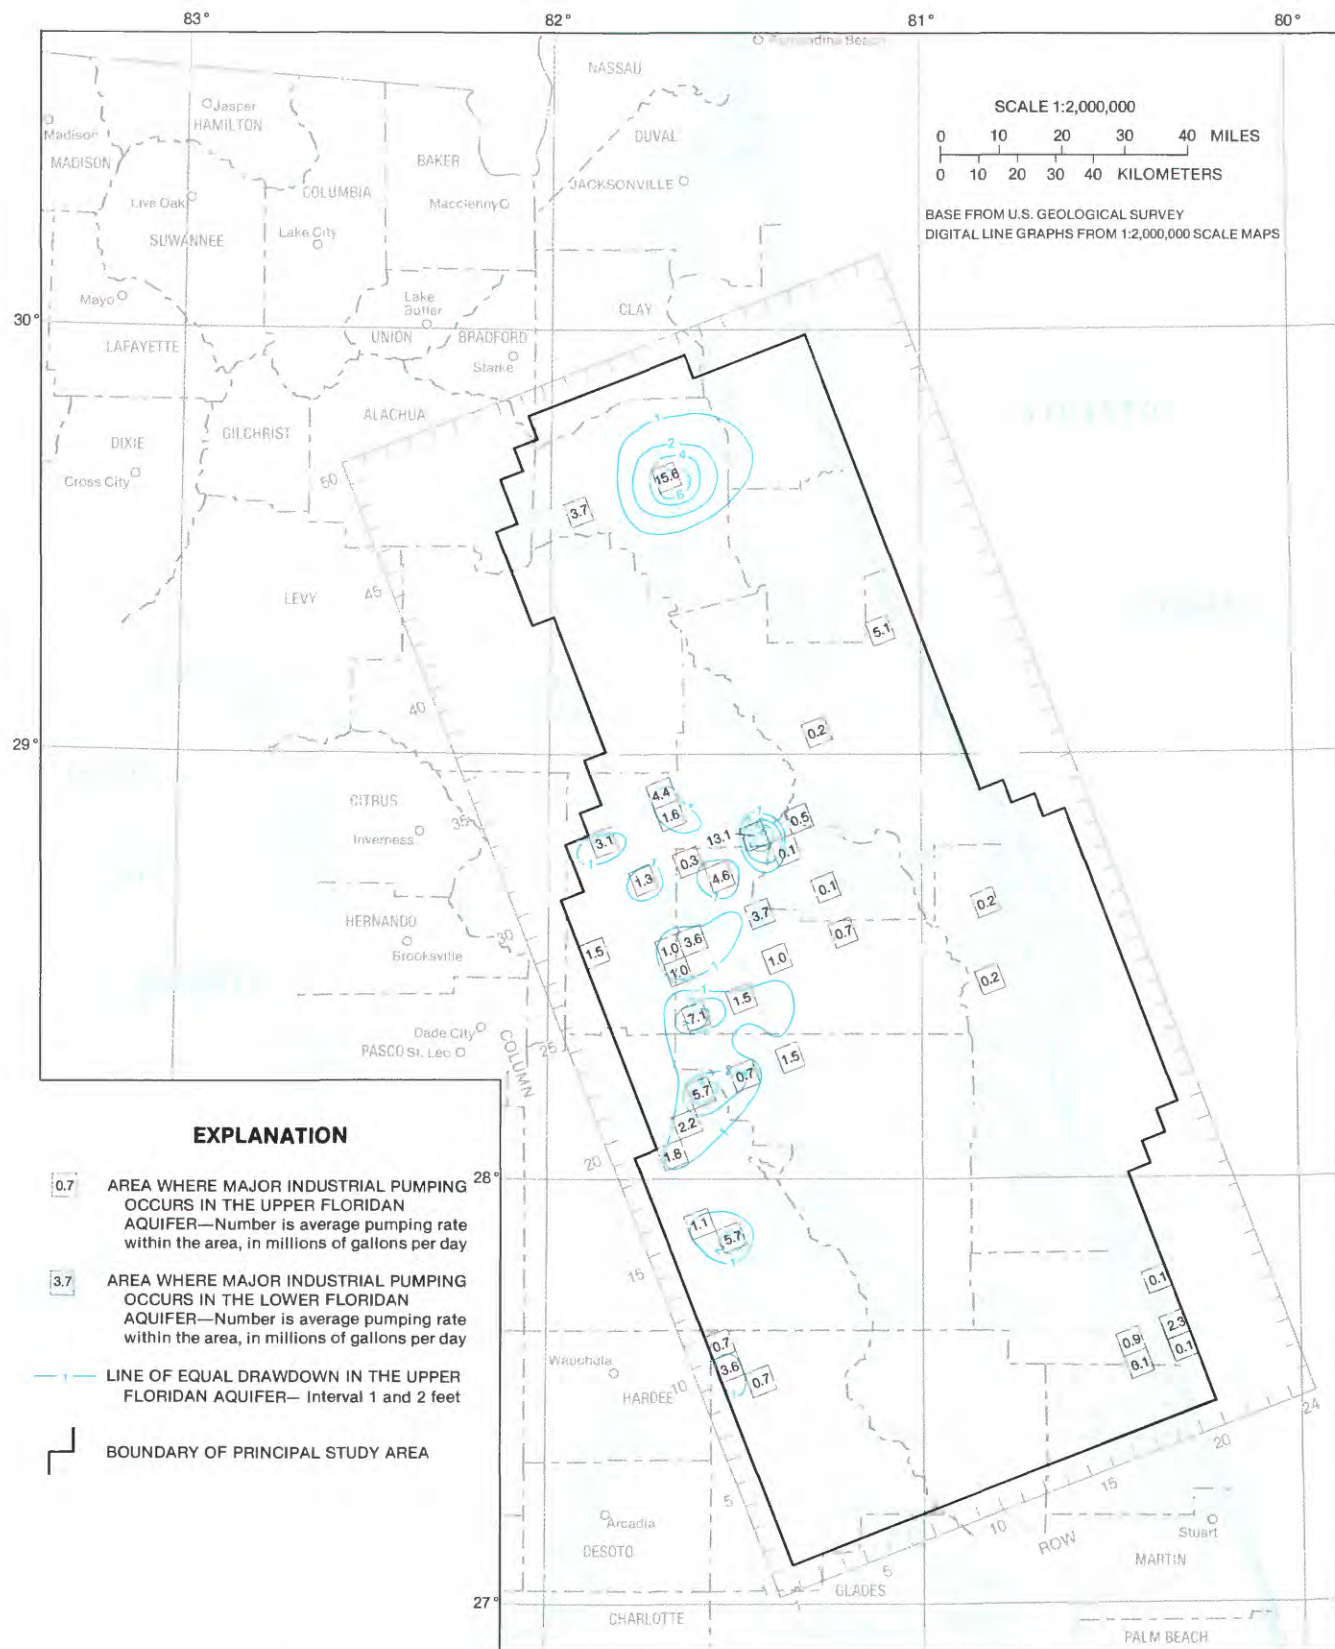 83°
82°
81°
80°
Fernandina Beach
NASSAU
SCALE 1:2,000,000
0 10 20 30 40 MILES
0 10 20 30 40 KILOMETERS
BASE FROM U.S. GEOLOGICAL SURVEY
DIGITAL LINE GRAPHS FROM 1:2,000,000 SCALE MAPS
Jasper
HAMILTON
Madison
MADISON
DUVAL
BAKER
JACKSONVILLE
COLUMBIA
Live Oak
Macclenny
SUWANNEE
Lake City
Mayo
Lake
Butler
CLAY
30°
LAFAYETTE
UNION
BRADFORD
Starke
ALACHUA
GILCHRIST
DIXIE
Cross City
1
2
4
15.6
6
50
3.7
LEVY
45
5.1
40
0.2
29°
CITRUS
4.4
1.6
1
35
Inverness
3.1
13.1
1
0.5
0.1
0.3
1.3
4.6
0.1
3.7
0.2
HERNANDO
30
Brooksville
1.5
1.0
3.6
0.7
1.0
1.0
1
0.2
1
1.5
7.1
Dade City
PASCO
St. Leo
COLUMN
25
1.5
0.7
2
5.7
2.2
1.8
20
28°
1.1
5.7
2
1
15
0.1
2.3
0.9
0.1
0.1
0.7
3.6
0.7
Wauchula
HARDEE
10
24
20
15
10
5
5
ROW
Arcadia
DESOTO
Stuart
MARTIN
GLADES
27°
CHARLOTTE
PALM BEACH
EXPLANATION
0.7
AREA WHERE MAJOR INDUSTRIAL PUMPING
OCCURS IN THE UPPER FLORIDAN
AQUIFER—Number is average pumping rate
within the area, in millions of gallons per day
3.7
AREA WHERE MAJOR INDUSTRIAL PUMPING
OCCURS IN THE LOWER FLORIDAN
AQUIFER—Number is average pumping rate
within the area, in millions of gallons per day
1
LINE OF EQUAL DRAWDOWN IN THE UPPER
FLORIDAN AQUIFER— Interval 1 and 2 feet
BOUNDARY OF PRINCIPAL STUDY AREA